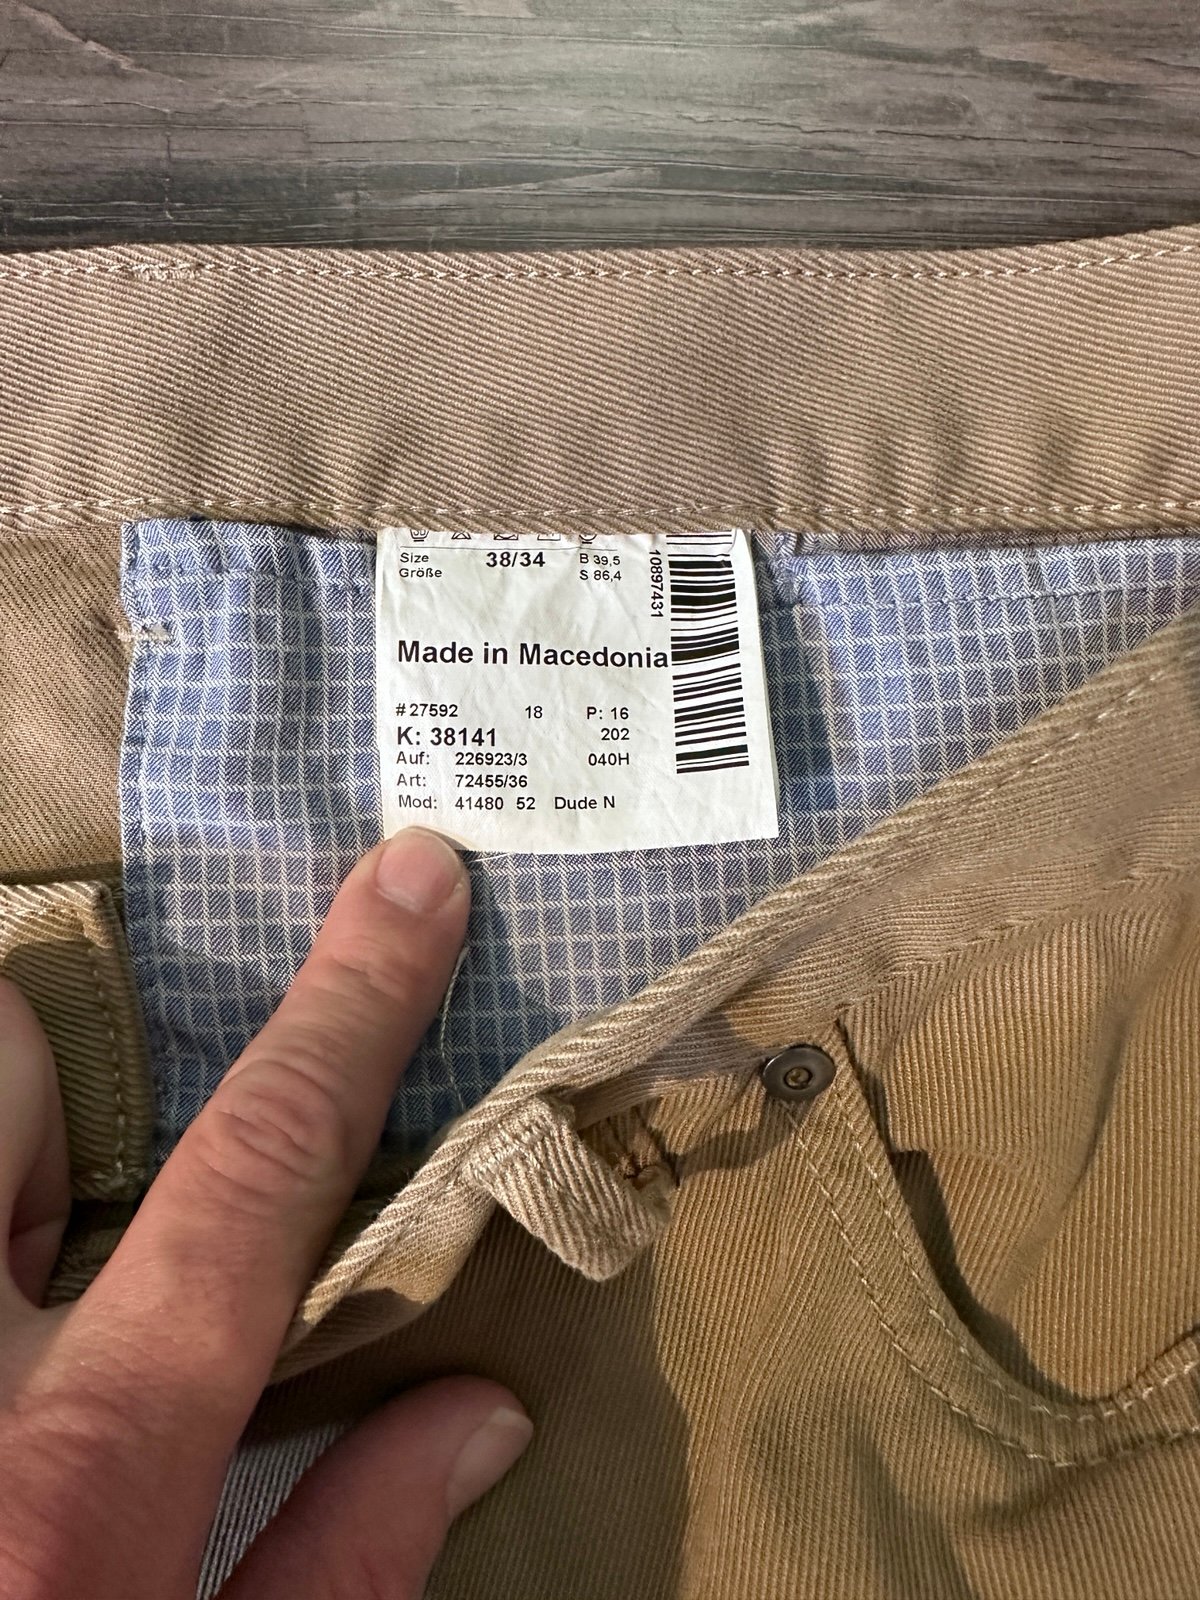 Size 38/34 B 39,5
Größe S 86,4
10897431
Made in Macedonia
# 27592 18 P: 16
K: 38141 202
Auf: 226923/3 040H
Art: 72455/36
Mod: 41480 52 Dude N